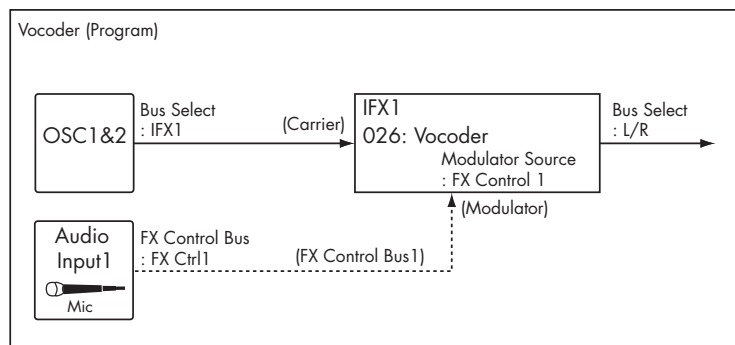 Vocoder (Program)
OSC1&2
Bus Select
: IFX1
(Carrier)
IFX1
026: Vocoder
Modulator Source
: FX Control 1
Bus Select
: L/R
(Modulator)
Audio
Input1
Mic
FX Control Bus
: FX Ctrl1
(FX Control Bus1)